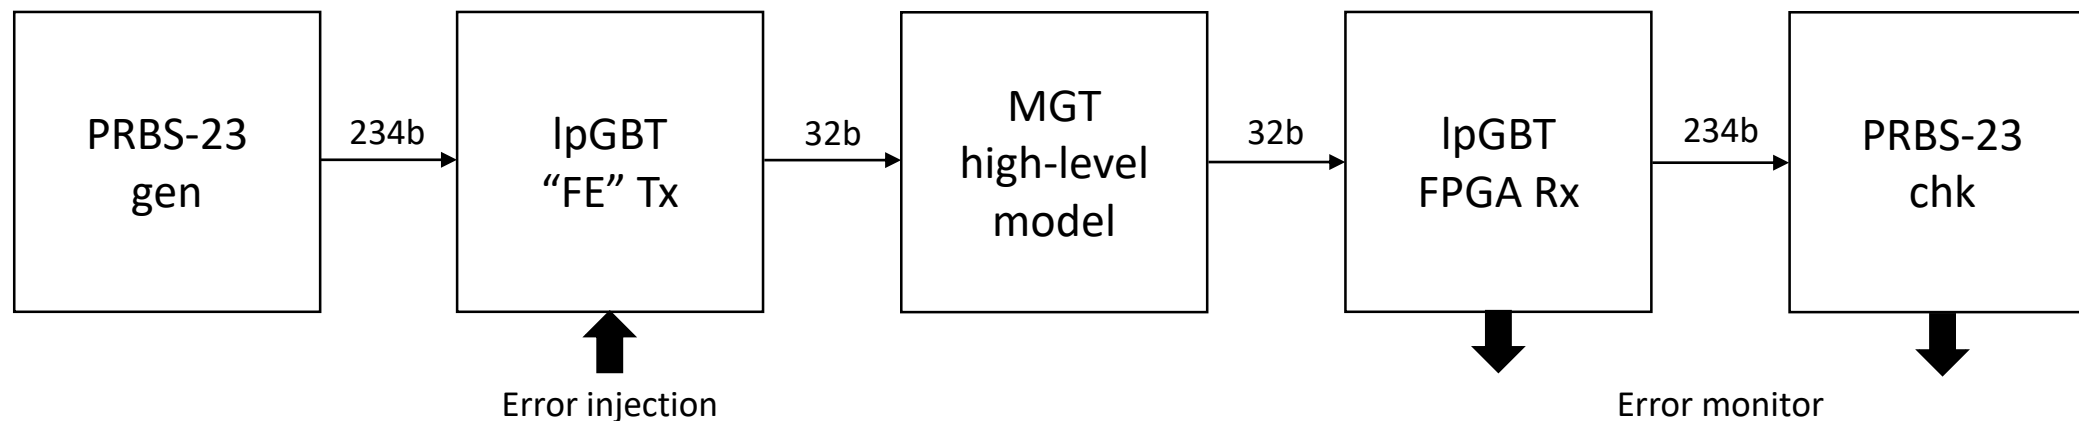 PRBS-23
gen
234b
lpGBT
“FE” Tx
32b
MGT
high-level
model
32b
lpGBT
FPGA Rx
234b
PRBS-23
chk
Error injection
Error monitor